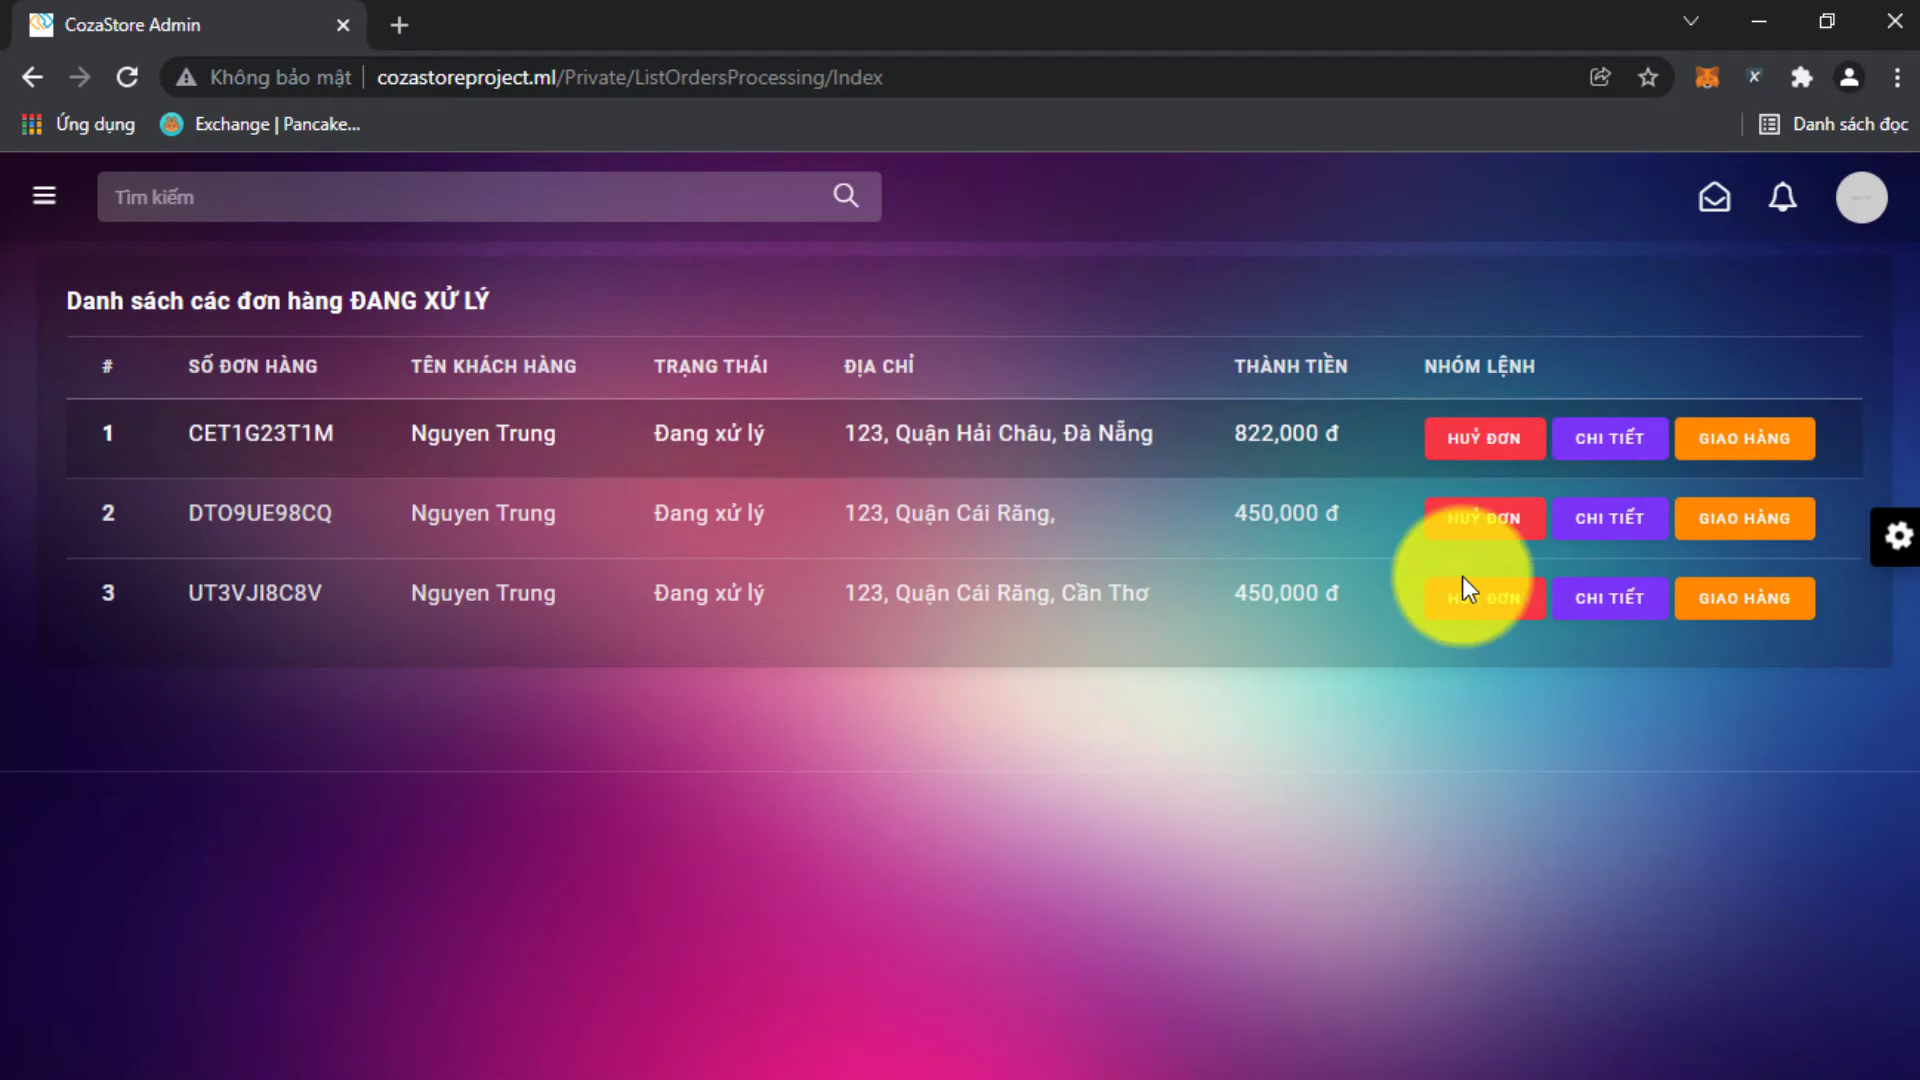 CozaStore Admin
Không bảo mật
cozastoreproject.ml/Private/ListOrdersProcessing/Index
Ứng dụng
Exchange | Pancake...
Danh sách đọc
Tìm kiếm
Danh sách các đơn hàng ĐANG XỬ LÝ
# SỐ ĐƠN HÀNG TÊN KHÁCH HÀNG TRẠNG THÁI ĐỊA CHỈ THÀNH TIỀN NHÓM LỆNH
1 CET1G23T1M Nguyen Trung Đang xử lý 123, Quận Hải Châu, Đà Nẵng 822,000 đ HUỶ ĐƠN CHI TIẾT GIAO HÀNG
2 DTO9UE98CQ Nguyen Trung Đang xử lý 123, Quận Cái Răng, 450,000 đ HUỶ ĐƠN CHI TIẾT GIAO HÀNG
3 UT3VJI8C8V Nguyen Trung Đang xử lý 123, Quận Cái Răng, Cần Thơ 450,000 đ HUỶ ĐƠN CHI TIẾT GIAO HÀNG